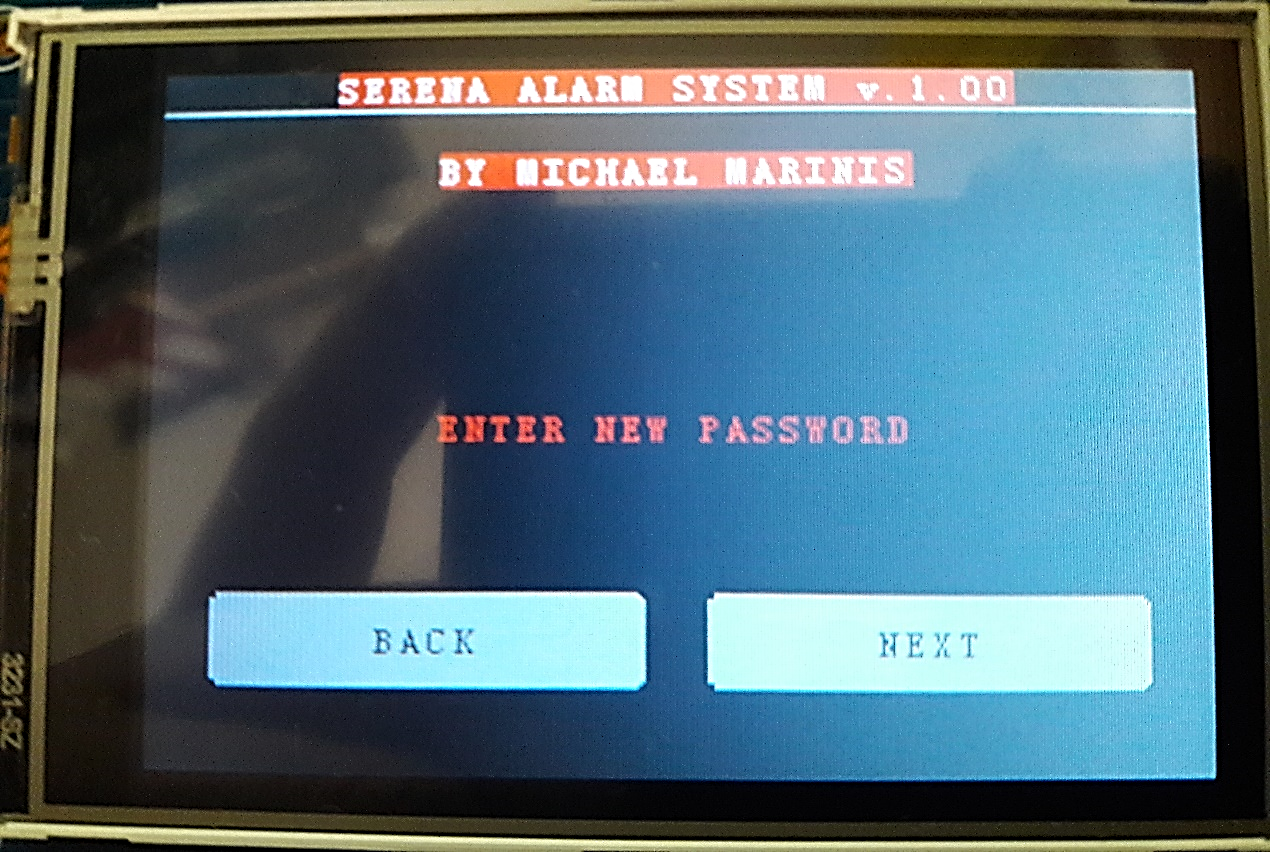 SERENA ALARM SYSTEM v.1.00
BY MICHAEL MARINIS
ENTER NEW PASSWORD
BACK
NEXT